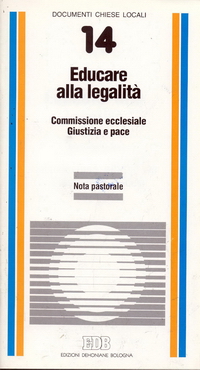 DOCUMENTI CHIESE LOCALI
14
Educare
alla legalità
Commissione ecclesiale
Giustizia e pace
Nota pastorale
EDB
EDIZIONI DEHONIANE BOLOGNA